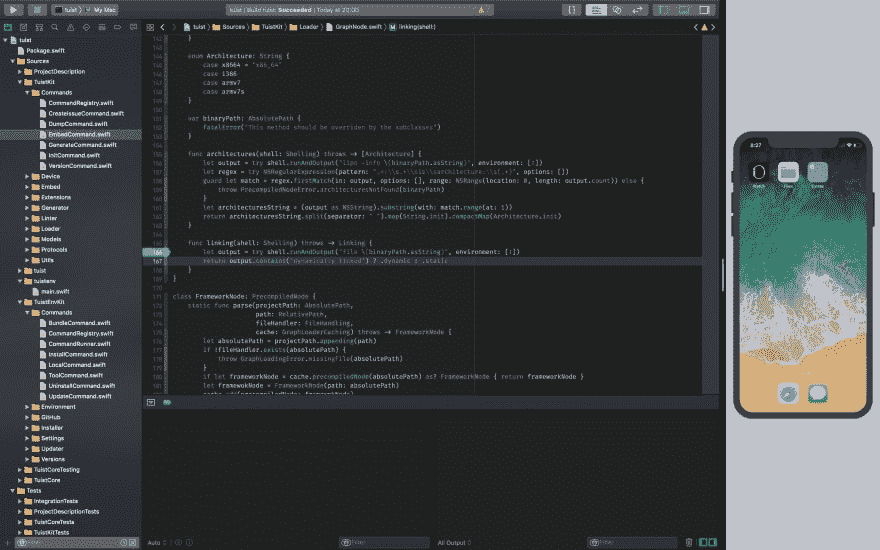 tuist 〉 My Mac
tuist | Build tuist: Succeeded | Today at 20:05
tuist 〉 Sources 〉 TuistKit 〉 Loader 〉 GraphNode.swift 〉 M linking(shell:)
tuist
Package.swift
Sources
ProjectDescription
TuistKit
Commands
CommandRegistry.swift
CreateIssueCommand.swift
DumpCommand.swift
EmbedCommand.swift
GenerateCommand.swift
InitCommand.swift
VersionCommand.swift
Device
Embed
Extensions
Generator
Linter
Loader
Models
Protocols
Utils
tuist
tuistenv
main.swift
TuistEnvKit
Commands
BundleCommand.swift
CommandRegistry.swift
CommandRunner.swift
InstallCommand.swift
LocalCommand.swift
ToolCommand.swift
UninstallCommand.swift
UpdateCommand.swift
Environment
GitHub
Installer
Settings
Updater
Versions
TuistCoreTesting
TuistCore
Tests
IntegrationTests
ProjectDescriptionTests
TuistCoreTests
TuistKitTests
Filter
}
enum Architecture: String {
case x8664 = "x86_64"
case i386
case armv7
case armv7s
}
var binaryPath: AbsolutePath {
fatalError("This method should be overriden by the subclasses")
}
func architectures(shell: Shelling) throws -> [Architecture] {
let output = try shell.runAndOutput("lipo -info \(binaryPath.asString)", environment: [:])
let regex = try NSRegularExpression(pattern:
options: [])
guard let match = regex.firstMatch(in: output, options: [], range: NSRange(location: 0, length: output.count)) else {
throw PrecompiledNodeError.architecturesNotFound(binaryPath)
}
let architecturesString = (output as NSString).substring(with: match.range(at: 1))
return architecturesString.split(separator: " ").map(String.init).compactMap(Architecture.init)
}
func linking(shell: Shelling) throws -> Linking {
let output = try shell.runAndOutput("file \(binaryPath.asString)", environment: [:])
return output.contains("dynamically linked") ? .dynamic : .static
}
}
class FrameworkNode: PrecompiledNode {
static func parse(projectPath: AbsolutePath,
path: RelativePath,
fileHandler: FileHandling,
cache: GraphLoaderCaching) throws -> FrameworkNode {
let absolutePath = projectPath.appending(path)
if !fileHandler.exists(absolutePath) {
throw GraphLoadingError.missingFile(absolutePath)
}
if let frameworkNode = cache.precompiledNode(absolutePath) as? FrameworkNode { return frameworkNode }
let framewokNode = FrameworkNode(path: absolutePath)
Auto
Filter
All Output
Filter
8:27
Watch
Files